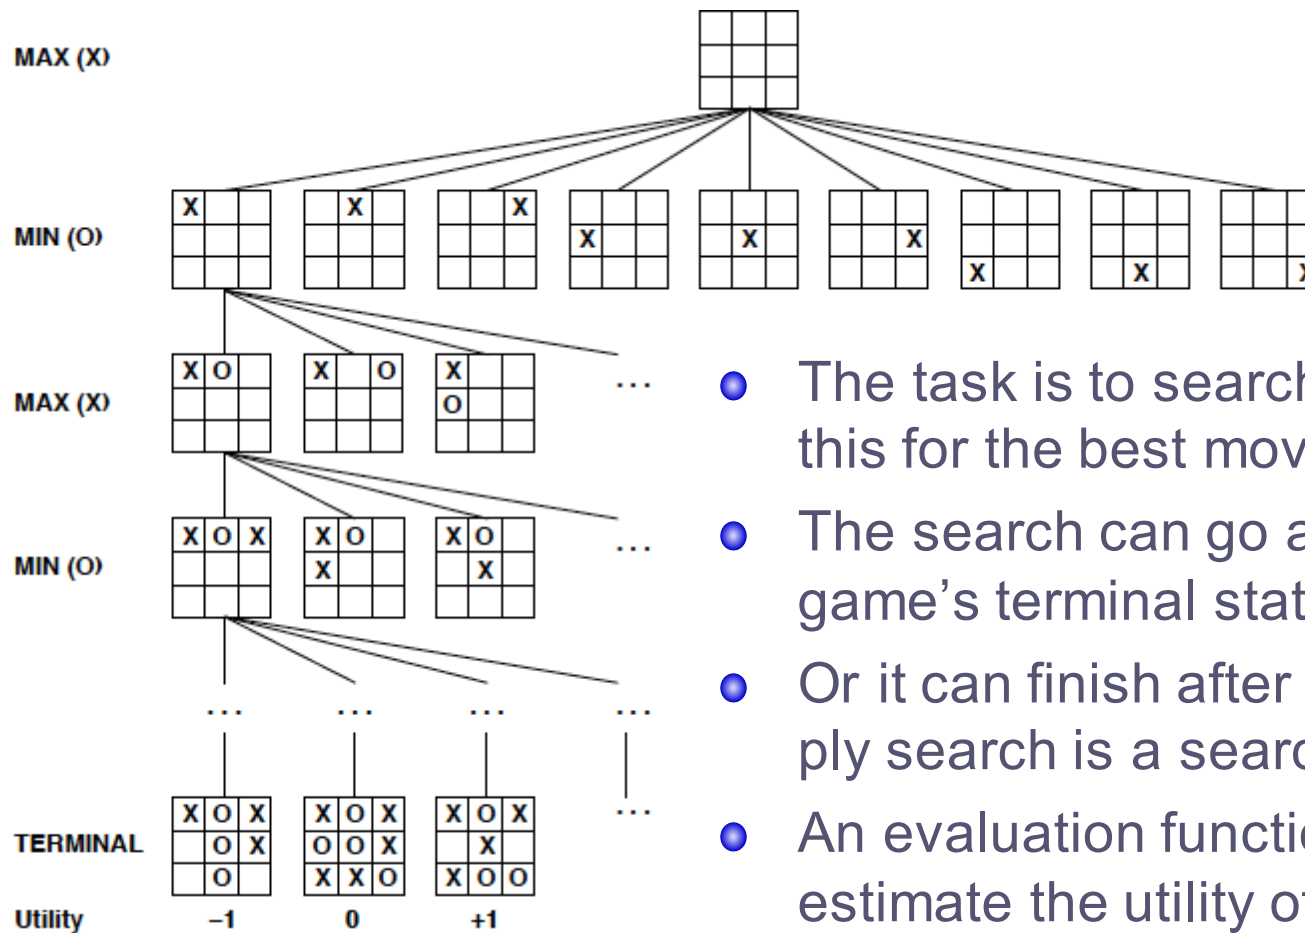 MAX (X)
X X X
MIN (O) X X X
X X X
X O X O X
MAX (X) O ...
The task is to search
this for the best mov
X O X X O X O
MIN (O) X X ...
The search can go a
game's terminal stat
... ... ... ...
Or it can finish after
ply search is a searc
X O X X O X X O X ...
TERMINAL O X O O X X
O X X O X O O
An evaluation functi
estimate the utility of
Utility −1 0 +1